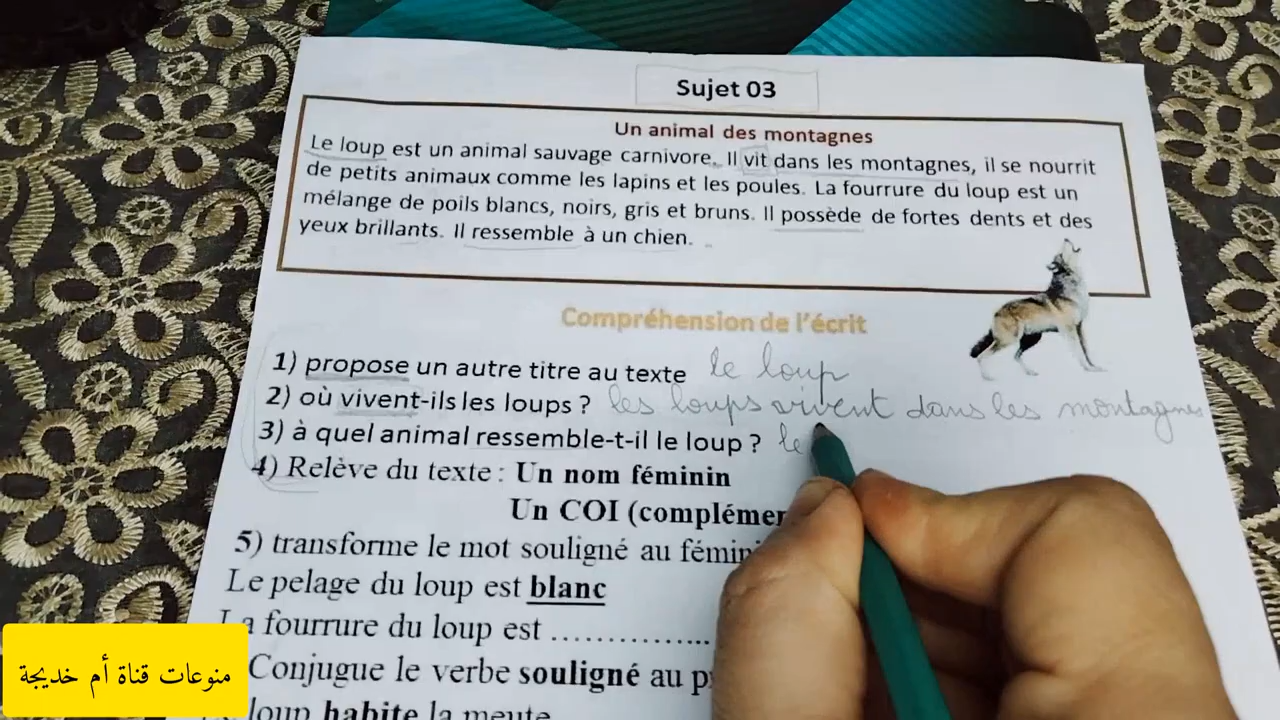 Sujet 03
Un animal des montagnes
Le loup est un animal sauvage carnivore. Il vit dans les montagnes, il se nourrit
de petits animaux comme les lapins et les poules. La fourrure du loup est un
mélange de poils blancs, noirs, gris et bruns. Il possède de fortes dents et des
yeux brillants. Il ressemble à un chien.
Compréhension de l'écrit
1) propose un autre titre au texte le loup
2) où vivent-ils les loups ? les loups vivent dans les montagnes
3) à quel animal ressemble-t-il le loup ? le
4) Relève du texte : Un nom féminin
Un COI (complémen
5) transforme le mot souligné au fémini
Le pelage du loup est blanc
La fourrure du loup est ................
Conjugue le verbe souligné au p
loup habite la meute
منوعات قناة أم خديجة